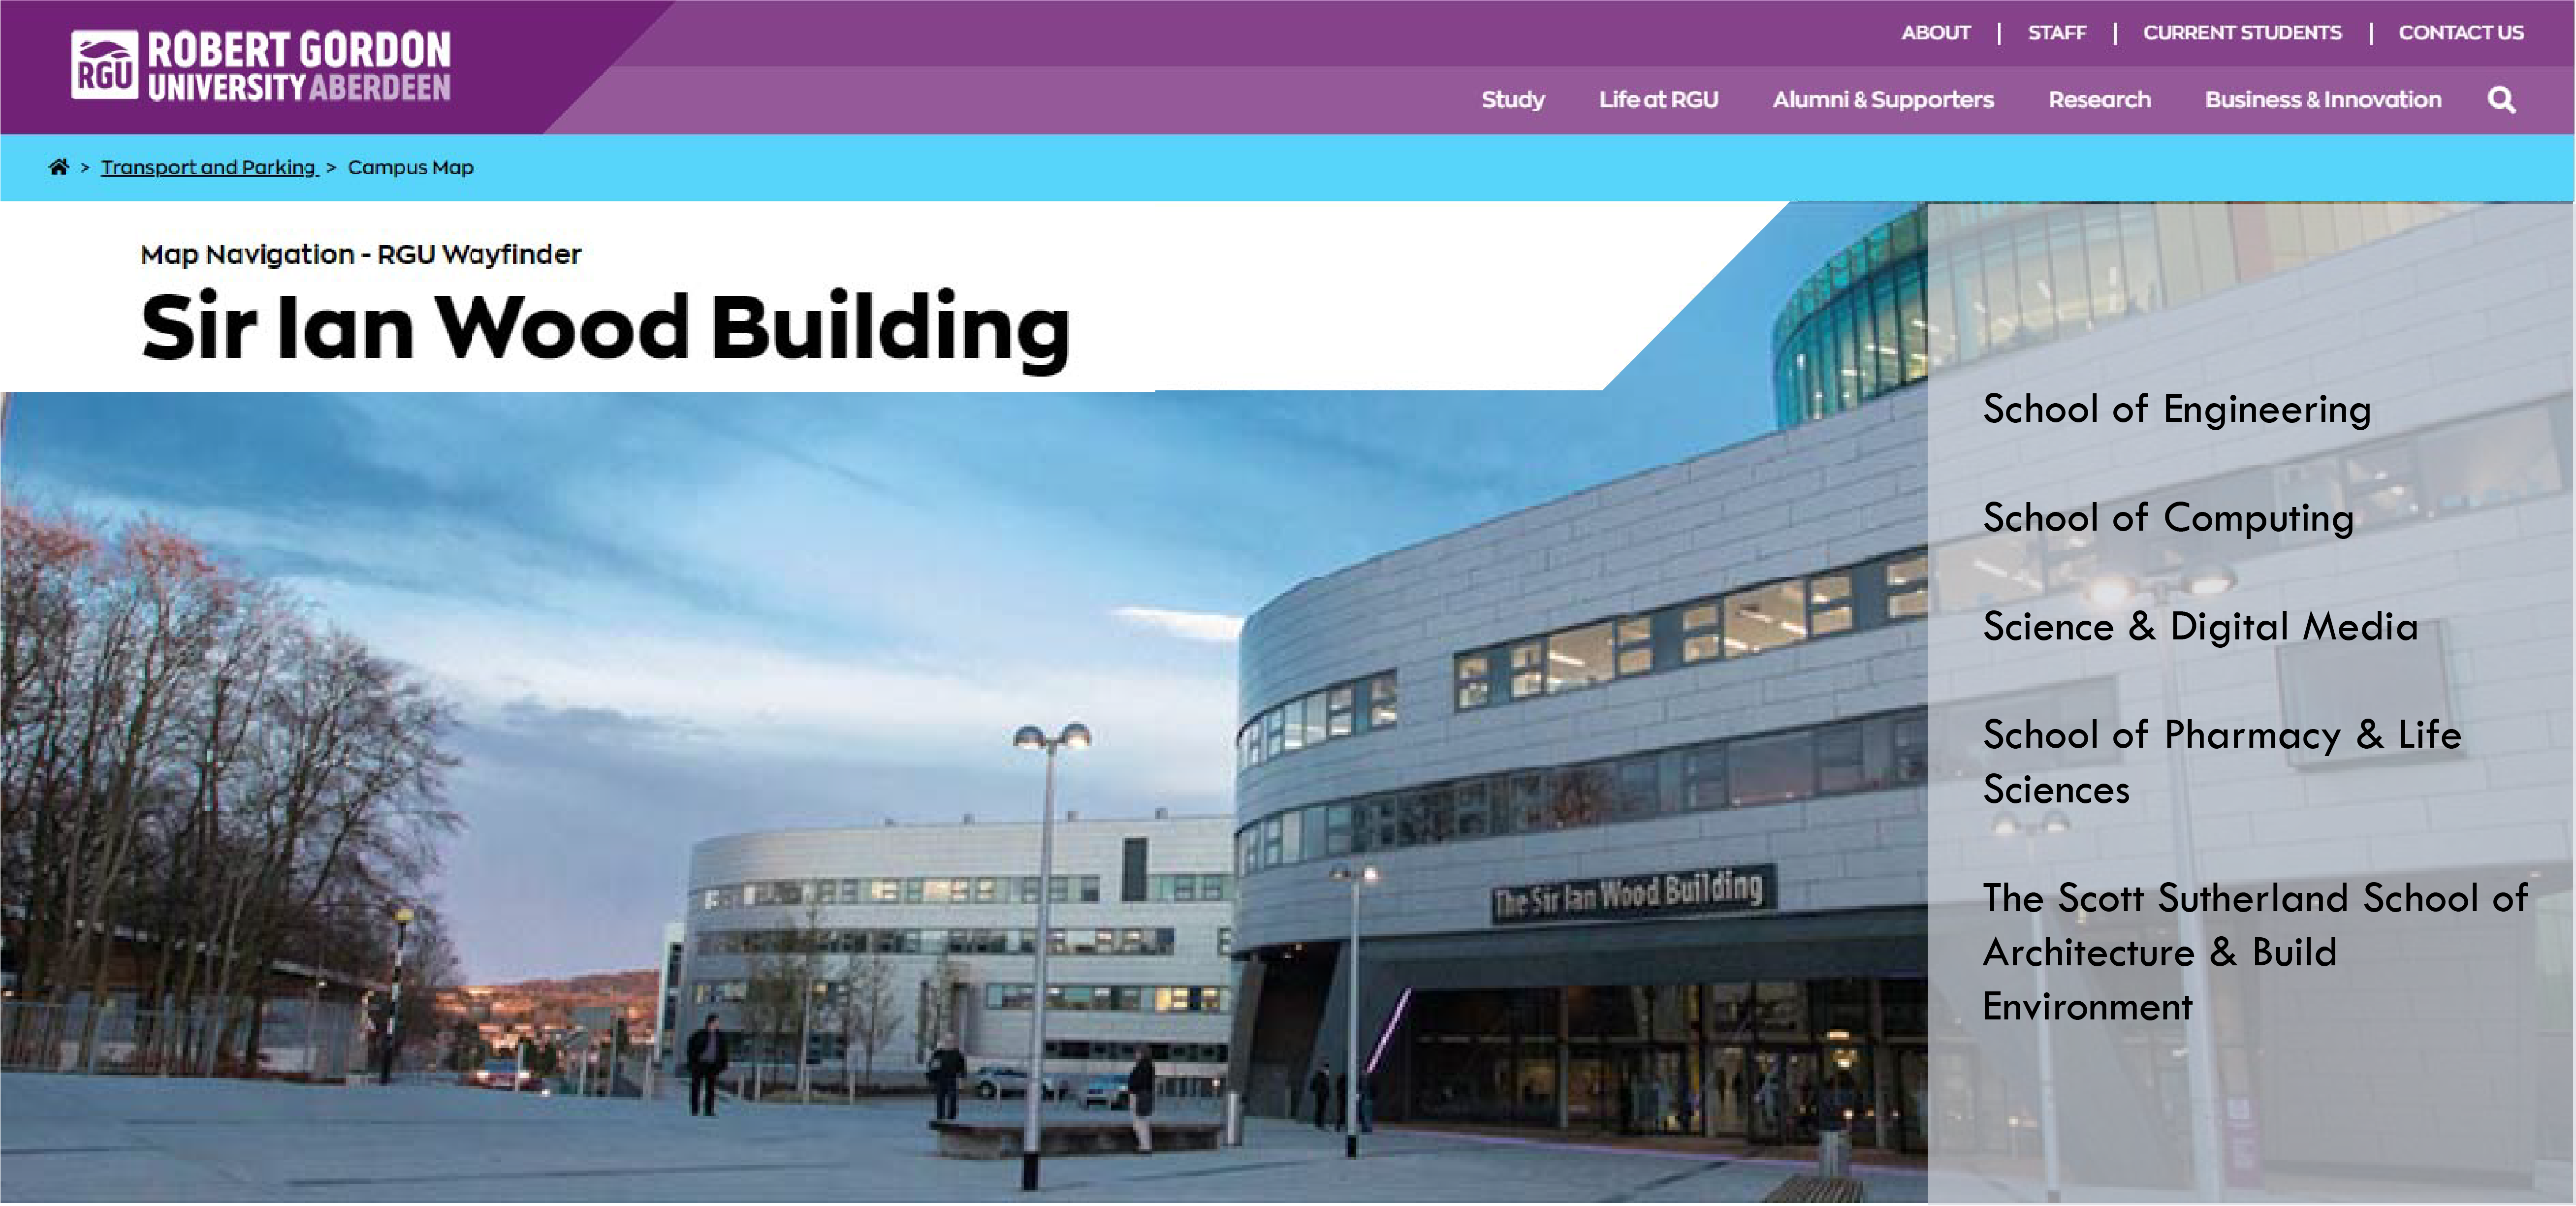 RGU
ROBERT GORDON
UNIVERSITY ABERDEEN
ABOUT | STAFF | CURRENT STUDENTS | CONTACT US
Study Life at RGU Alumni & Supporters Research Business & Innovation
> Transport and Parking > Campus Map
Map Navigation - RGU Wayfinder
Sir Ian Wood Building
School of Engineering
School of Computing
Science & Digital Media
School of Pharmacy & Life
Sciences
The Scott Sutherland School of
Architecture & Build
Environment
The Sir Ian Wood Building